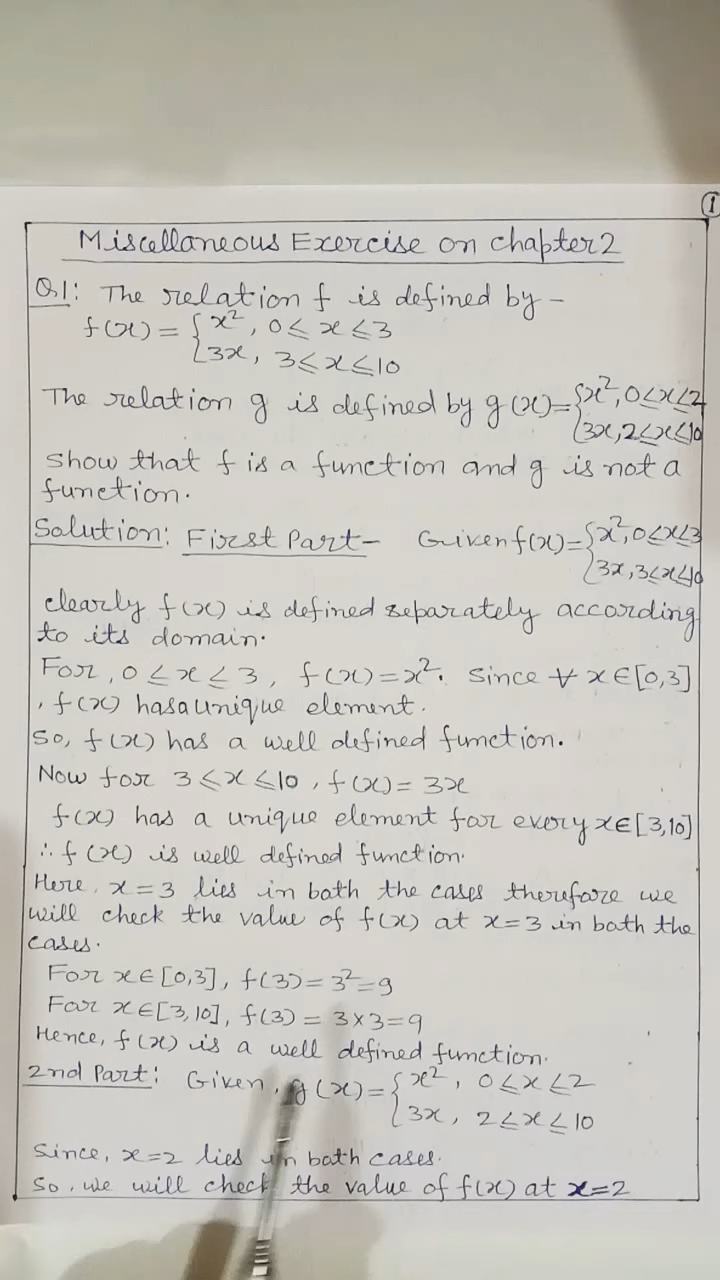 1
Miscellaneous Exercise on chapter 2
Q.1: The relation f is defined by -
f(x) = { x², 0 ≤ x ≤ 3
3x, 3 ≤ x ≤ 10
The relation g is defined by g(x) = { x², 0 ≤ x ≤ 2
3x, 2 ≤ x ≤ 10
Show that f is a function and g is not a
function.
Solution: First Part - Given f(x) = { x², 0 ≤ x ≤ 3
3x, 3 ≤ x ≤ 10
clearly f(x) is defined separately according
to its domain.
For, 0 ≤ x ≤ 3, f(x) = x². Since ∀ x ∈ [0,3]
, f(x) has a unique element.
So, f(x) has a well defined function.
Now for 3 ≤ x ≤ 10, f(x) = 3x
f(x) has a unique element for every x ∈ [3,10]
∴ f(x) is well defined function.
Here, x = 3 lies in both the cases therefore we
will check the value of f(x) at x = 3 in both the
cases.
For x ∈ [0,3], f(3) = 3² = 9
For x ∈ [3,10], f(3) = 3 × 3 = 9
Hence, f(x) is a well defined function.
2nd Part: Given, g(x) = { x², 0 ≤ x ≤ 2
3x, 2 ≤ x ≤ 10
Since, x = 2 lies in both cases.
So, we will check the value of f(x) at x = 2